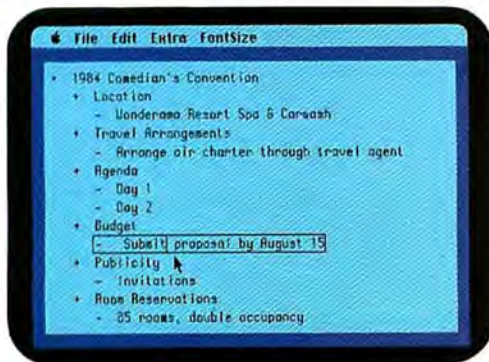 File Edit Extra FontSize
- 1984 Comedian's Convention
+ Location
- Wonderama Resort Spa & Carwash
+ Travel Arrangements
- Arrange air charter through travel agent
+ Agenda
- Day 1
- Day 2
+ Budget
- Submit proposal by August 15
+ Publicity
- Invitations
+ Room Reservations
- 85 rooms, double occupancy